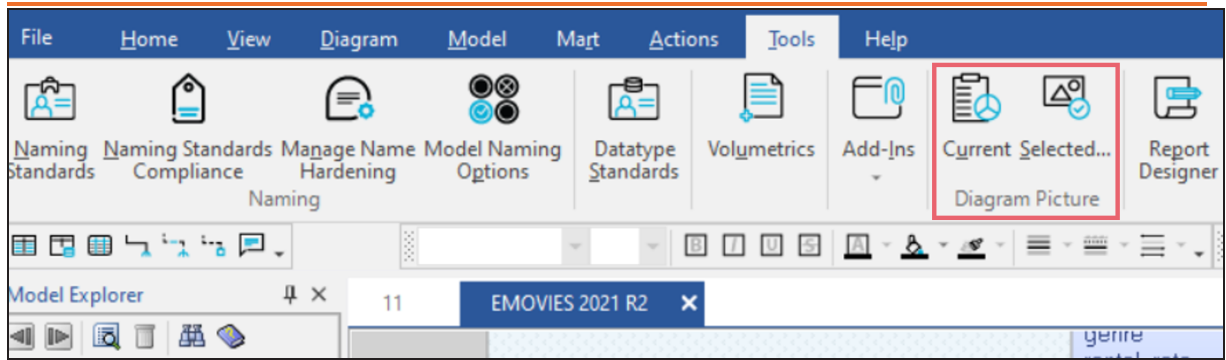 File Home View Diagram Model Mart Actions Tools Help
Naming Standards
Naming Standards Compliance
Manage Name Hardening
Model Naming Options
Datatype Standards
Volumetrics
Add-Ins
Current
Selected...
Report Designer
Naming
Diagram Picture
B I U S A
Model Explorer
11
EMOVIES 2021 R2
genre